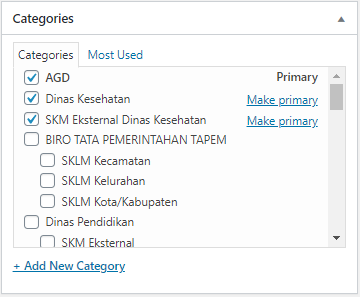 Categories
Categories Most Used
AGD Primary
Dinas Kesehatan Make primary
SKM Eksternal Dinas Kesehatan Make primary
BIRO TATA PEMERINTAHAN TAPEM
SKLM Kecamatan
SKLM Kelurahan
SKLM Kota/Kabupaten
Dinas Pendidikan
SKM Eksternal
+ Add New Category